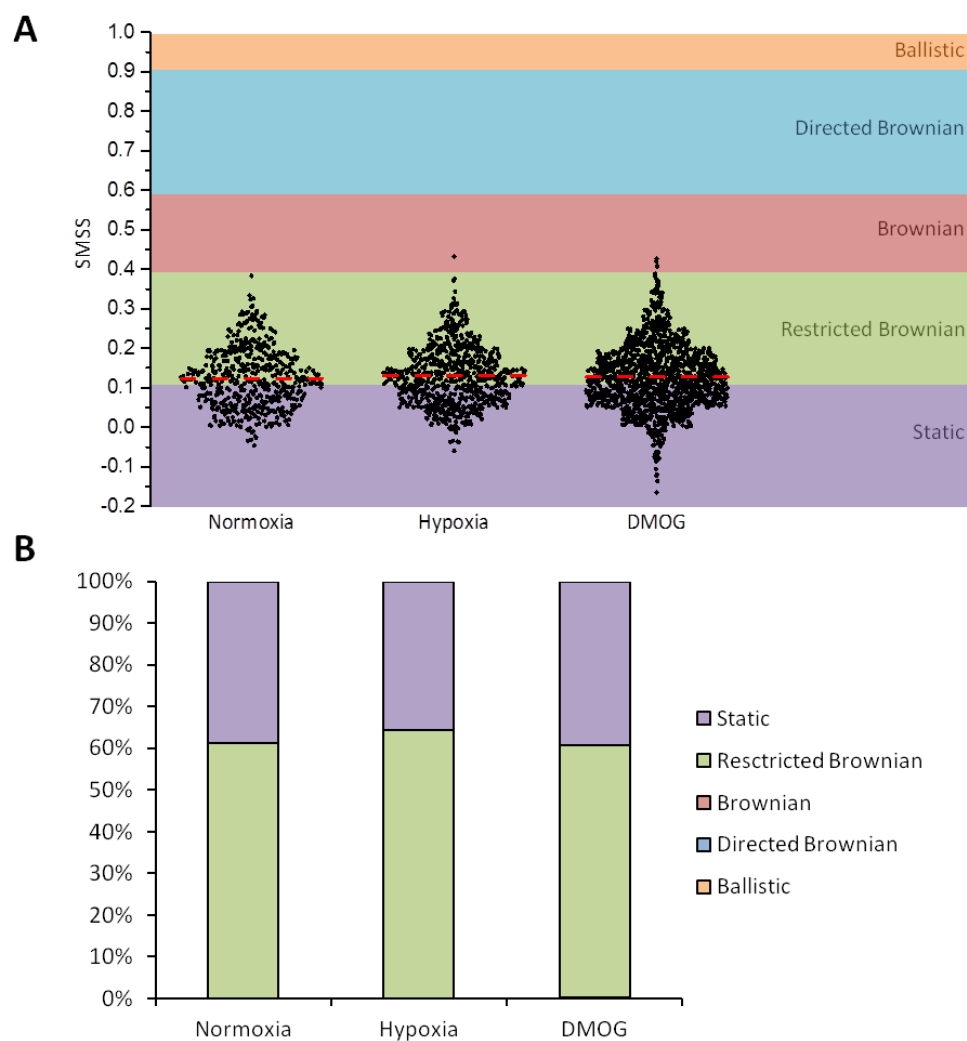 A
1.0
0.9
0.8
0.7
0.6
0.5
0.4
0.3
0.2
0.1
0.0
-0.1
-0.2
SMSS
Ballistic
Directed Brownian
Brownian
Restricted Brownian
Static
Normoxia Hypoxia DMOG
B
100%
90%
80%
70%
60%
50%
40%
30%
20%
10%
0%
Static
Resctricted Brownian
Brownian
Directed Brownian
Ballistic
Normoxia Hypoxia DMOG